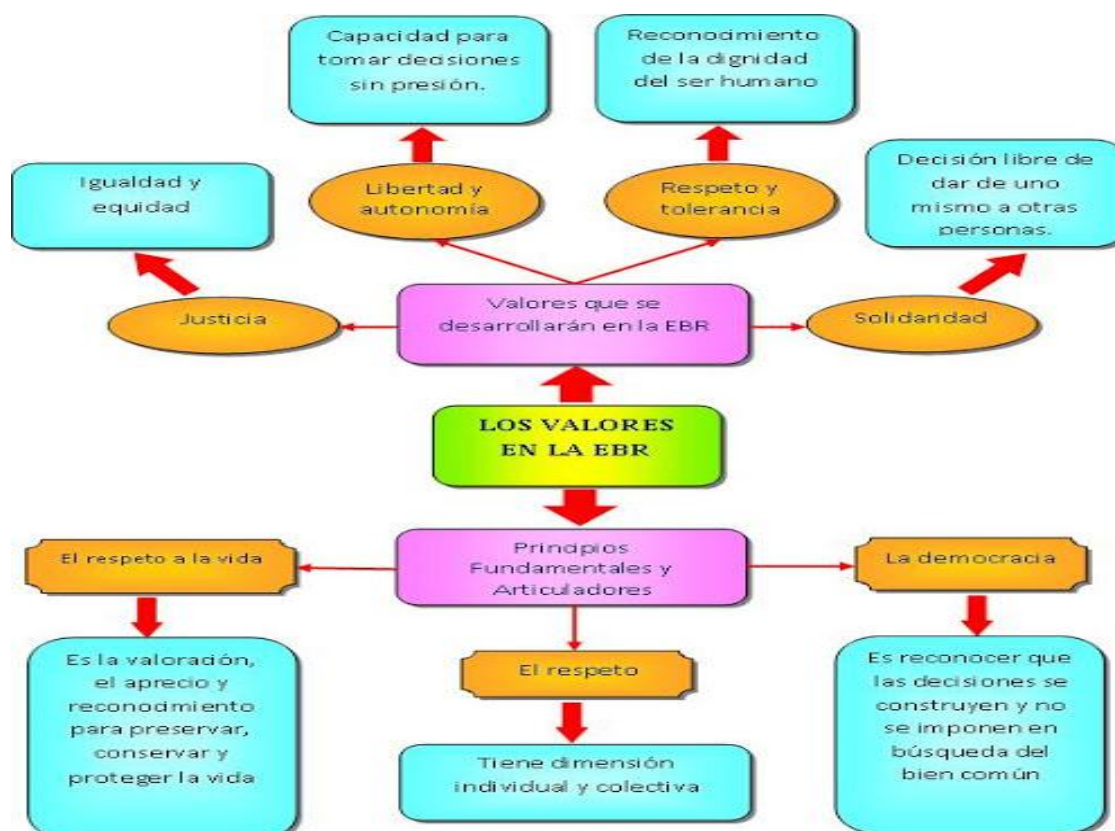 Capacidad para
tomar decisiones
sin presión.
Reconocimiento
de la dignidad
del ser humano
Igualdad y
equidad
Libertad y
autonomía
Respeto y
tolerancia
Decisión libre de
dar de uno
mismo a otras
personas.
Justicia
Valores que se
desarrollarán en la EBR
Solidaridad
LOS VALORES
EN LA EBR
El respeto a la vida
Principios
Fundamentales y
Articuladores
La democracia
Es la valoración,
el aprecio y
reconocimiento
para preservar,
conservar y
proteger la vida
El respeto
Tiene dimensión
individual y colectiva
Es reconocer que
las decisiones se
construyen y no
se imponen en
búsqueda del
bien común